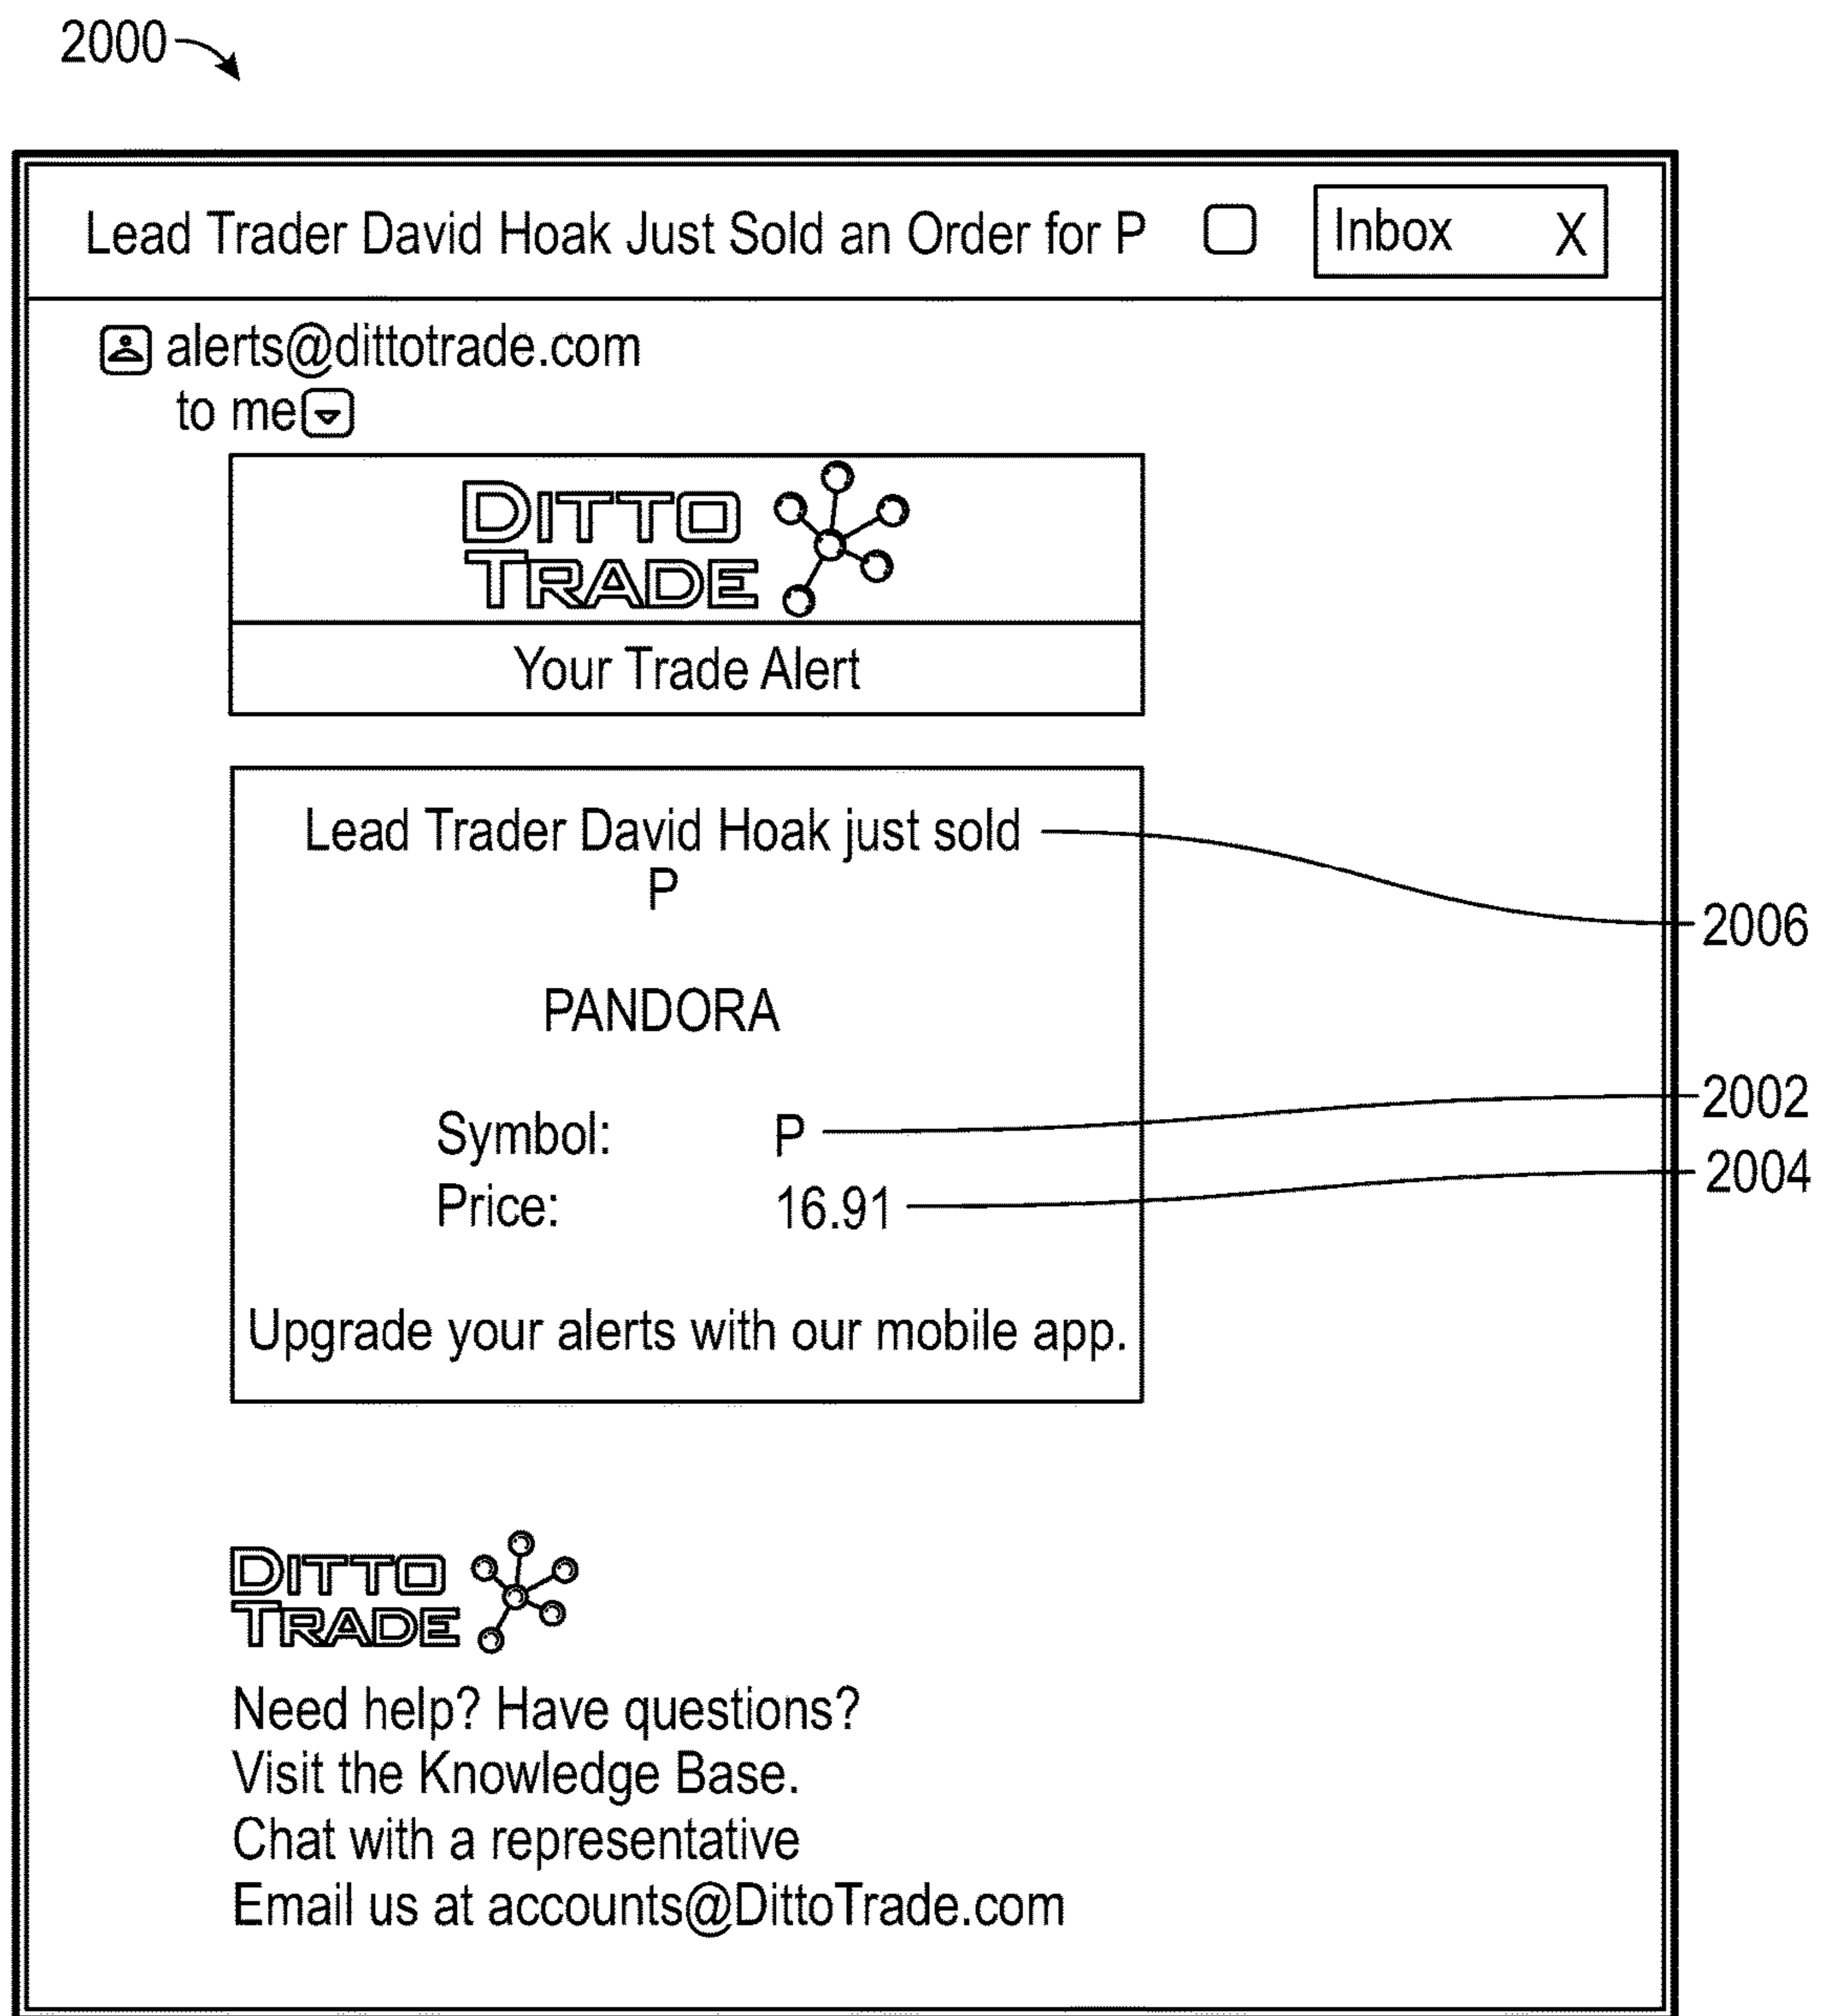 2000
Lead Trader David Hoak Just Sold an Order for P
Inbox X
alerts@dittotrade.com
to me
DITTO
TRADE
Your Trade Alert
Lead Trader David Hoak just sold
P
2006
PANDORA
2002
Symbol: P
2004
Price: 16.91
Upgrade your alerts with our mobile app.
DITTO
TRADE
Need help? Have questions?
Visit the Knowledge Base.
Chat with a representative
Email us at accounts@DittoTrade.com